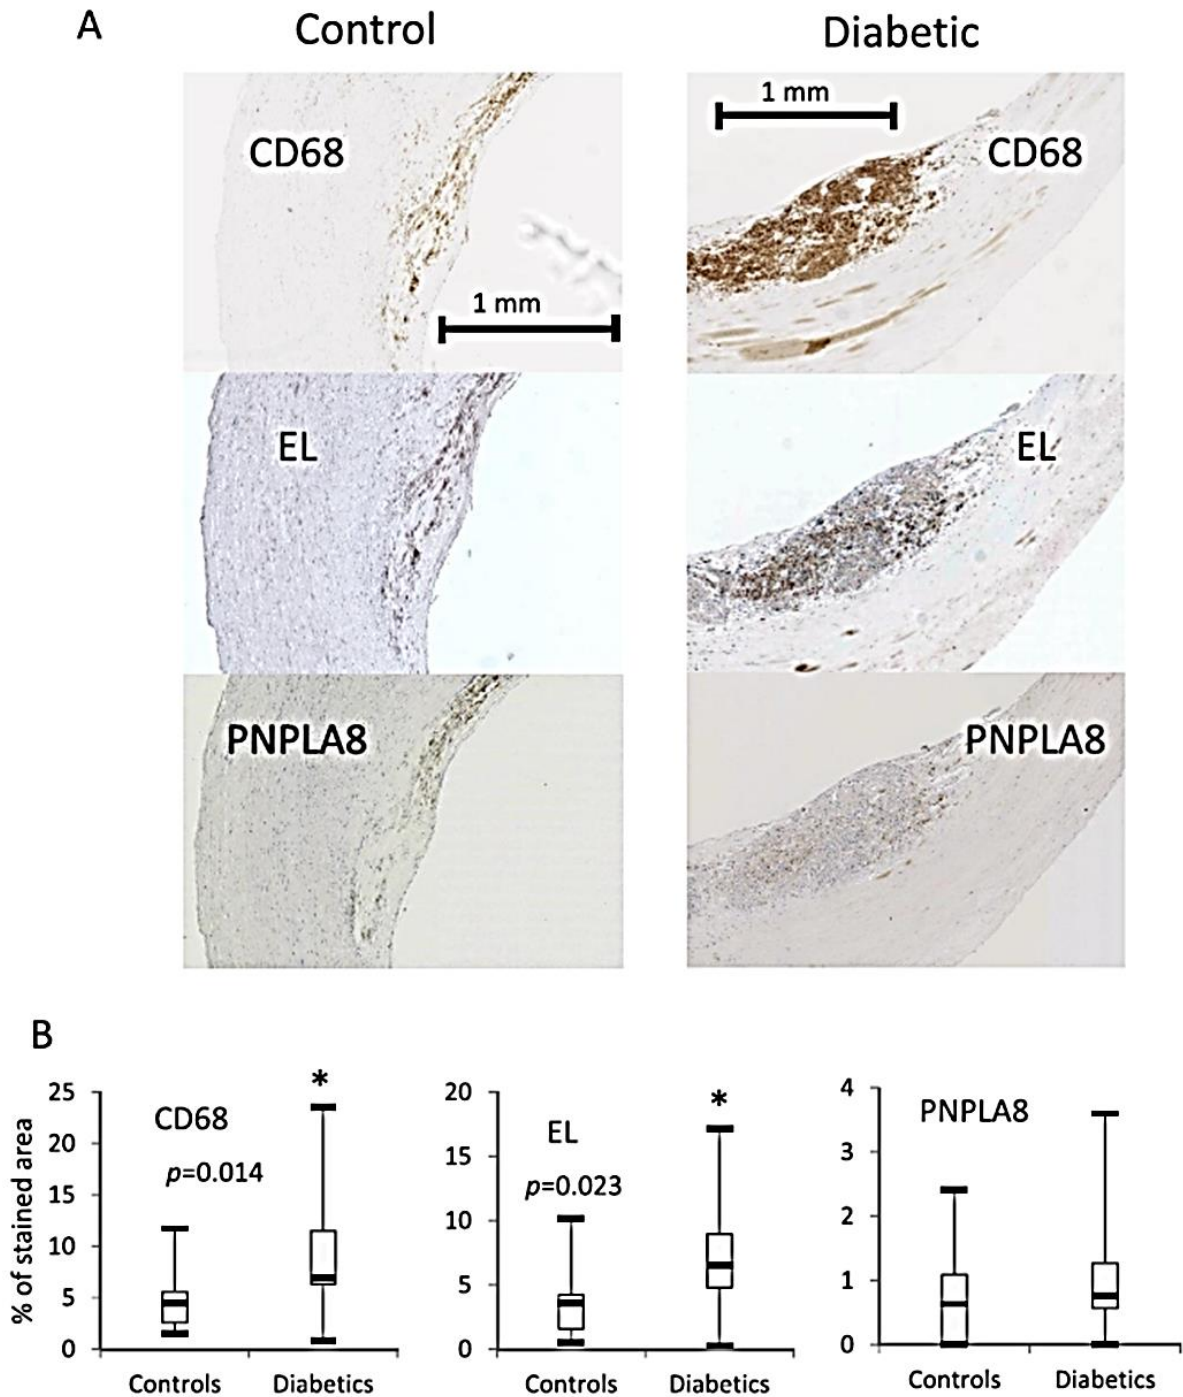 A
Control
Diabetic
CD68
1 mm
1 mm
CD68
EL
EL
PNPLA8
PNPLA8
B
% of stained area
25
20
15
10
5
0
CD68
p=0.014
*
Controls
Diabetics
20
15
10
5
0
EL
p=0.023
*
Controls
Diabetics
4
3
2
1
0
PNPLA8
Controls
Diabetics